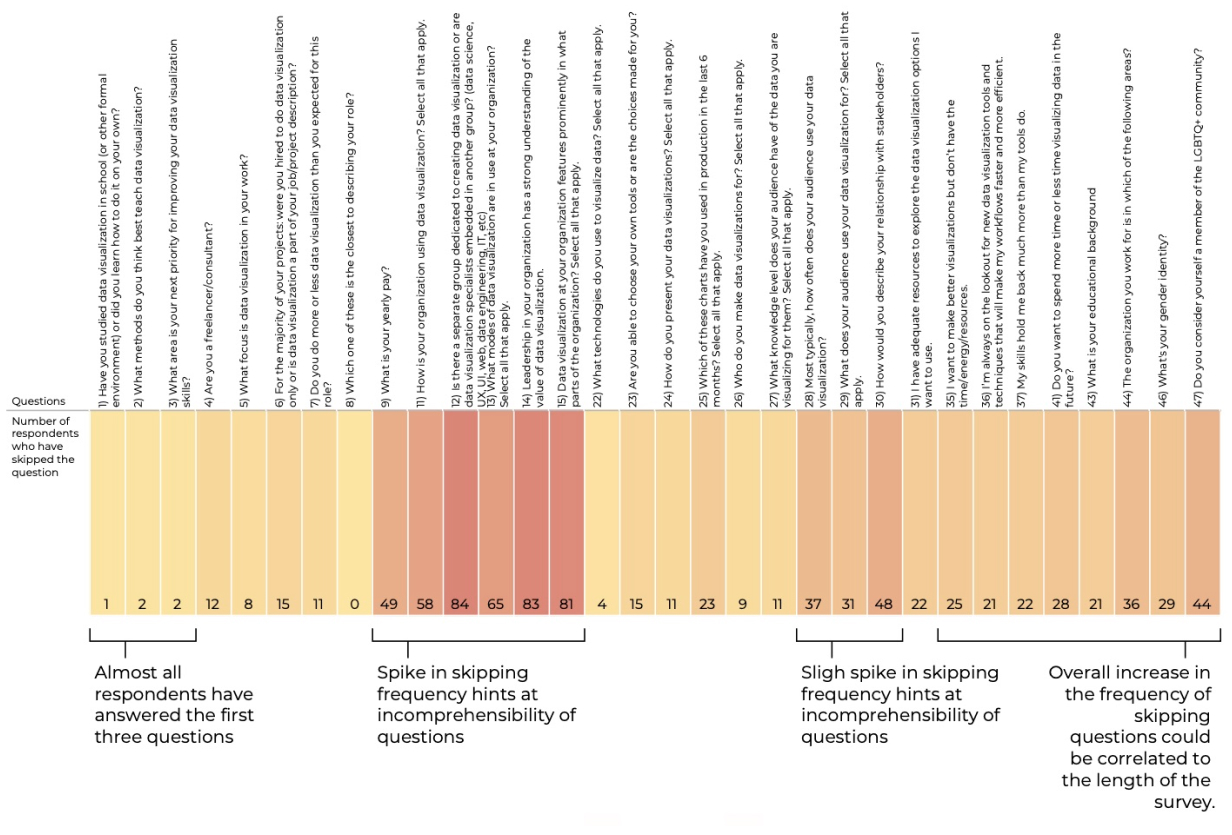 Questions
1) Have you studied data visualization in school (or other formal
environment) or did you learn how to do it on your own?
2) What methods do you think best teach data visualization?
3) What area is your next priority for improving your data visualization
skills?
4) Are you a freelancer/consultant?
5) What focus is data visualization in your work?
6) For the majority of your projects: were you hired to do data visualization
only or is data visualization a part of your job/project description?
7) Do you do more or less data visualization than you expected for this
role?
8) Which one of these is the closest to describing your role?
9) What is your yearly pay?
11) How is your organization using data visualization? Select all that apply.
12) Is there a separate group dedicated to creating data visualization or are
data visualization specialists embedded in another group? (data science,
UX, UI, web, data engineering, IT, etc)
13) What modes of data visualization are in use at your organization?
Select all that apply.
14) Leadership in your organization has a strong understanding of the
value of data visualization.
15) Data visualization at your organization features prominently in what
parts of the organization? Select all that apply.
22) What technologies do you use to visualize data? Select all that apply.
23) Are you able to choose your own tools or are the choices made for you?
24) How do you present your data visualizations? Select all that apply.
25) Which of these charts have you used in production in the last 6
months? Select all that apply.
26) Who do you make data visualizations for? Select all that apply.
27) What knowledge level does your audience have of the data you are
visualizing for them? Select all that apply.
28) Most typically, how often does your audience use your data
visualization?
29) What does your audience use your data visualization for? Select all that
apply.
30) How would you describe your relationship with stakeholders?
31) I have adequate resources to explore the data visualization options I
want to use.
35) I want to make better visualizations but don't have the
time/energy/resources.
36) I'm always on the lookout for new data visualization tools and
techniques that will make my workflows faster and more efficient.
37) My skills hold me back much more than my tools do.
41) Do you want to spend more time or less time visualizing data in the
future?
43) What is your educational background
44) The organization you work for is in which of the following areas?
46) What's your gender identity?
47) Do you consider yourself a member of the LGBTQ+ community?
Number of
respondents
who have
skipped the
question
1 2 2 12 8 15 11 0 49 58 84 65 83 81 4 15 11 23 9 11 37 31 48 22 25 21 22 28 21 36 29 44
Almost all
respondents have
answered the first
three questions
Spike in skipping
frequency hints at
incomprehensibility of
questions
Sligh spike in skipping
frequency hints at
incomprehensibility of
questions
Overall increase in
the frequency of
skipping
questions could
be correlated to
the length of the
survey.